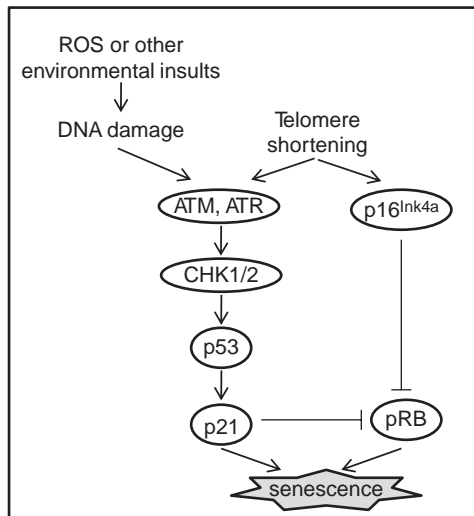 ROS or other
environmental insults
DNA damage
Telomere
shortening
ATM, ATR
p16Ink4a
CHK1/2
p53
p21
pRB
senescence